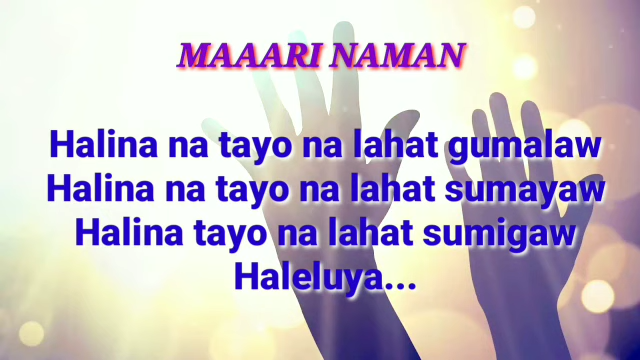 MAAARI NAMAN
Halina na tayo na lahat gumalaw
Halina na tayo na lahat sumayaw
Halina tayo na lahat sumigaw
Haleluya...